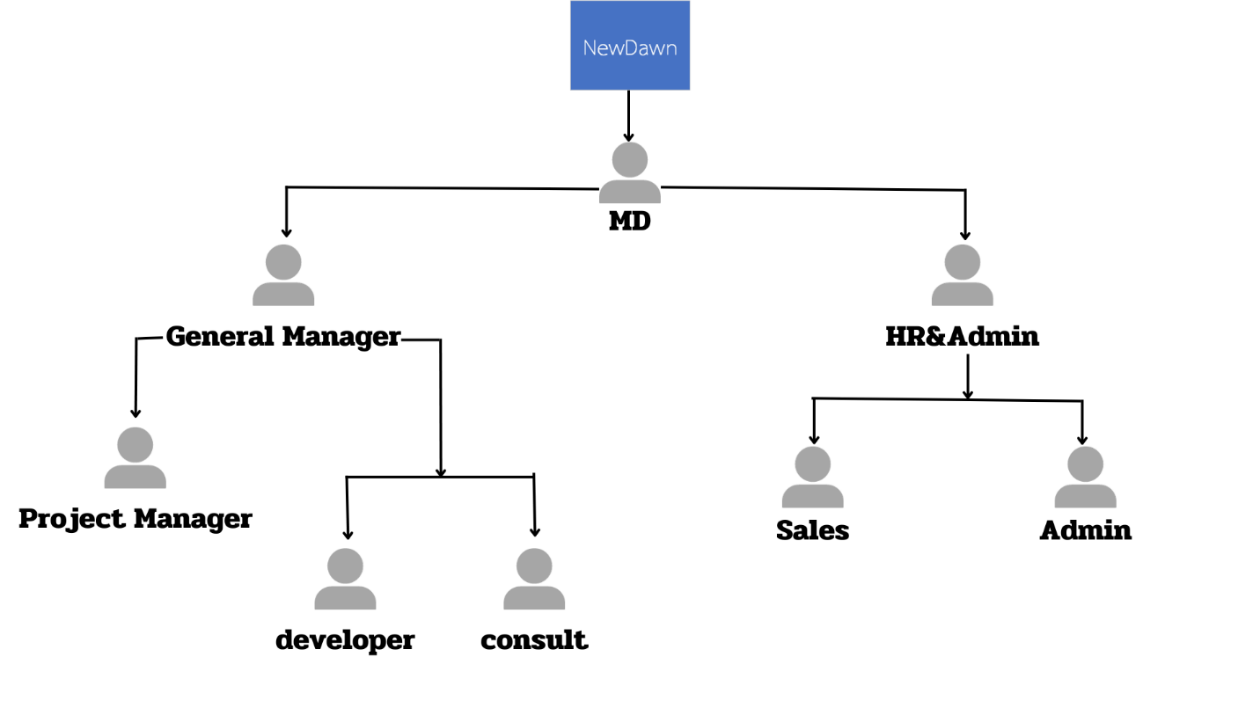 NewDawn
MD
General Manager
HR&Admin
Project Manager
Sales
Admin
developer
consult